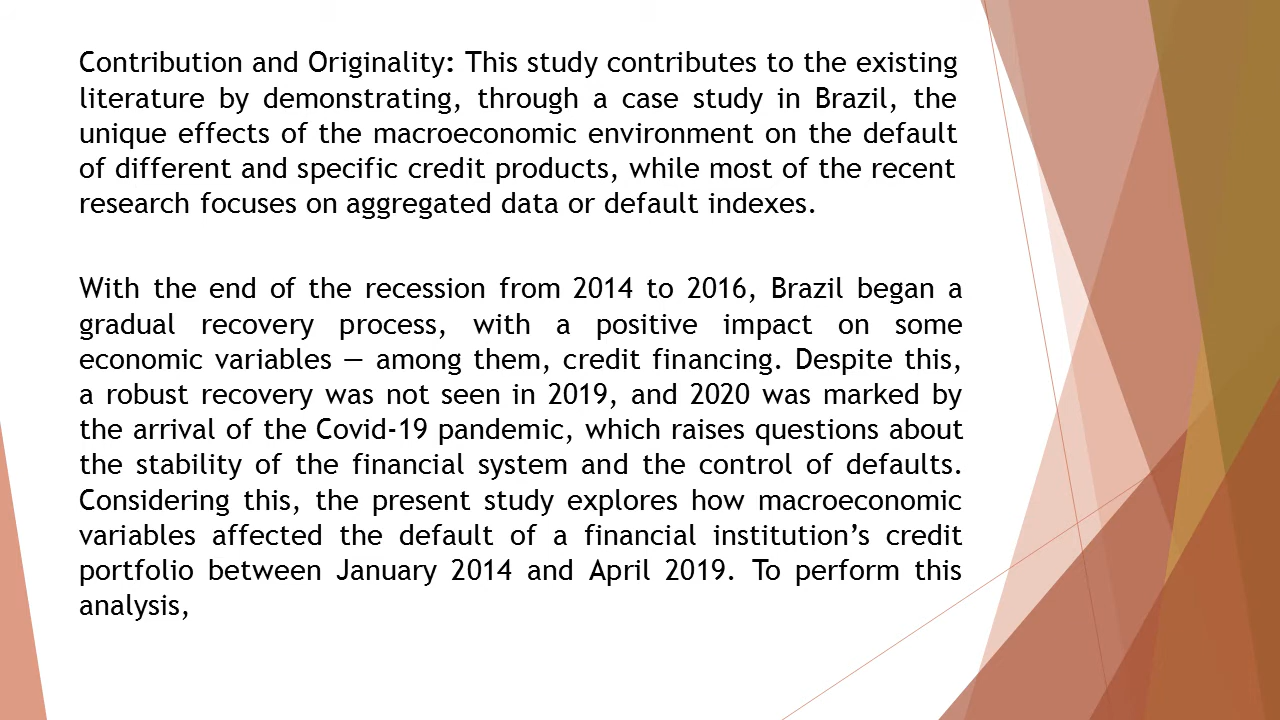 Contribution and Originality: This study contributes to the existing
literature by demonstrating, through a case study in Brazil, the
unique effects of the macroeconomic environment on the default
of different and specific credit products, while most of the recent
research focuses on aggregated data or default indexes.
With the end of the recession from 2014 to 2016, Brazil began a
gradual recovery process, with a positive impact on some
economic variables — among them, credit financing. Despite this,
a robust recovery was not seen in 2019, and 2020 was marked by
the arrival of the Covid-19 pandemic, which raises questions about
the stability of the financial system and the control of defaults.
Considering this, the present study explores how macroeconomic
variables affected the default of a financial institution’s credit
portfolio between January 2014 and April 2019. To perform this
analysis,